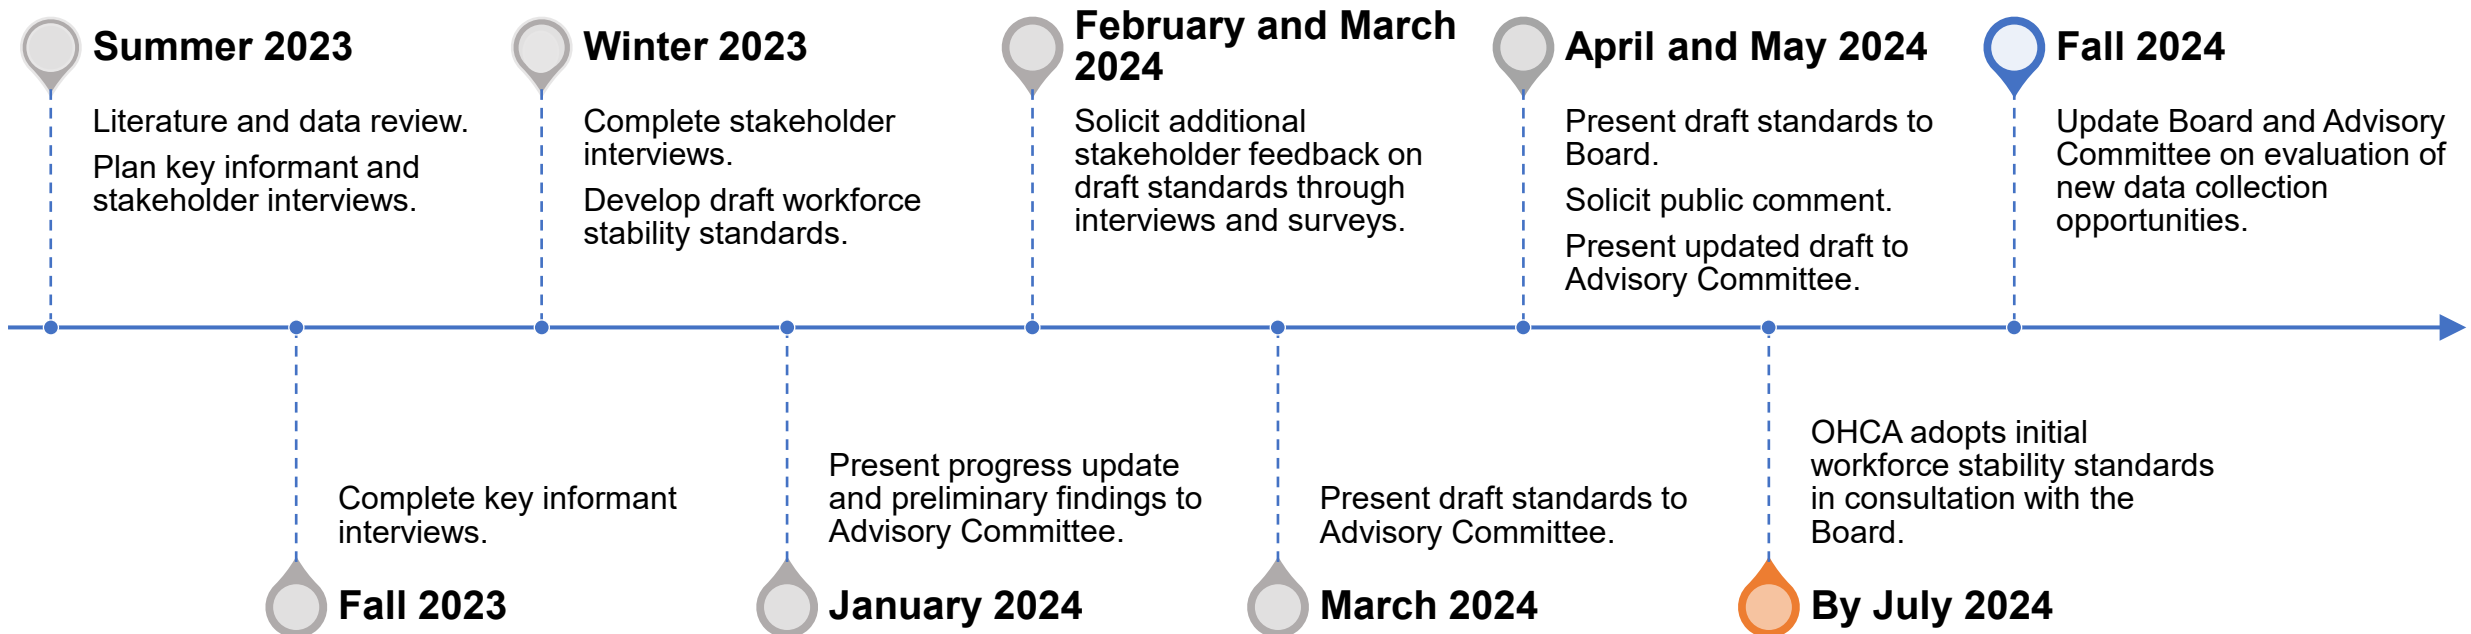 Summer 2023
Literature and data review.
Plan key informant and
stakeholder interviews.
Complete key informant
interviews.
Fall 2023
Winter 2023
Complete stakeholder
interviews.
Develop draft workforce
stability standards.
Present progress update
and preliminary findings to
Advisory Committee.
January 2024
February and March
2024
Solicit additional
stakeholder feedback on
draft standards through
interviews and surveys.
Present draft standards to
Advisory Committee.
March 2024
April and May 2024
Present draft standards to
Board.
Solicit public comment.
Present updated draft to
Advisory Committee.
OHCA adopts initial
workforce stability standards
in consultation with the
Board.
By July 2024
Fall 2024
Update Board and Advisory
Committee on evaluation of
new data collection
opportunities.